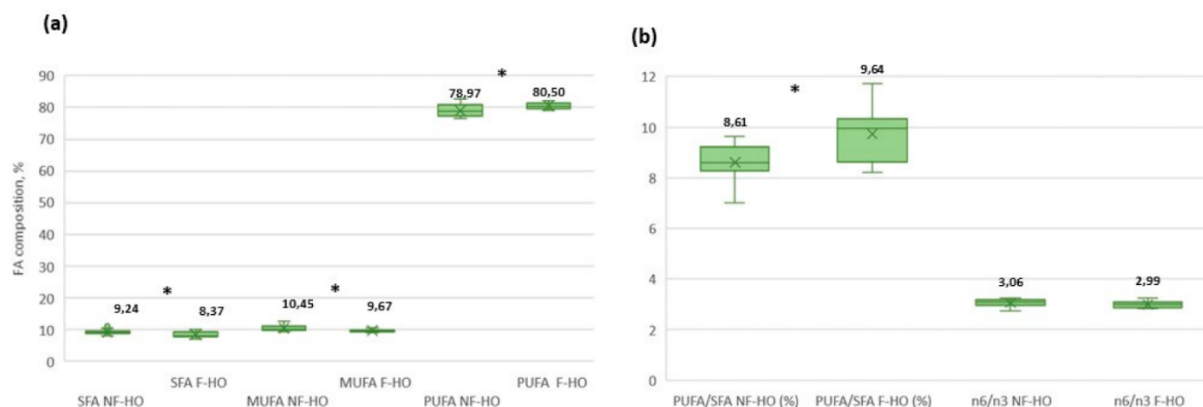 (a)
FA composition, %
90
80
70
60
50
40
30
20
10
0
9,24
*
8,37
10,45
*
9,67
78,97
*
80,50
SFA NF-HO
SFA F-HO
MUFA NF-HO
MUFA F-HO
PUFA NF-HO
PUFA F-HO
(b)
12
10
8
6
4
2
0
8,61
*
9,64
3,06
2,99
PUFA/SFA NF-HO (%)
PUFA/SFA F-HO (%)
n6/n3 NF-HO
n6/n3 F-HO